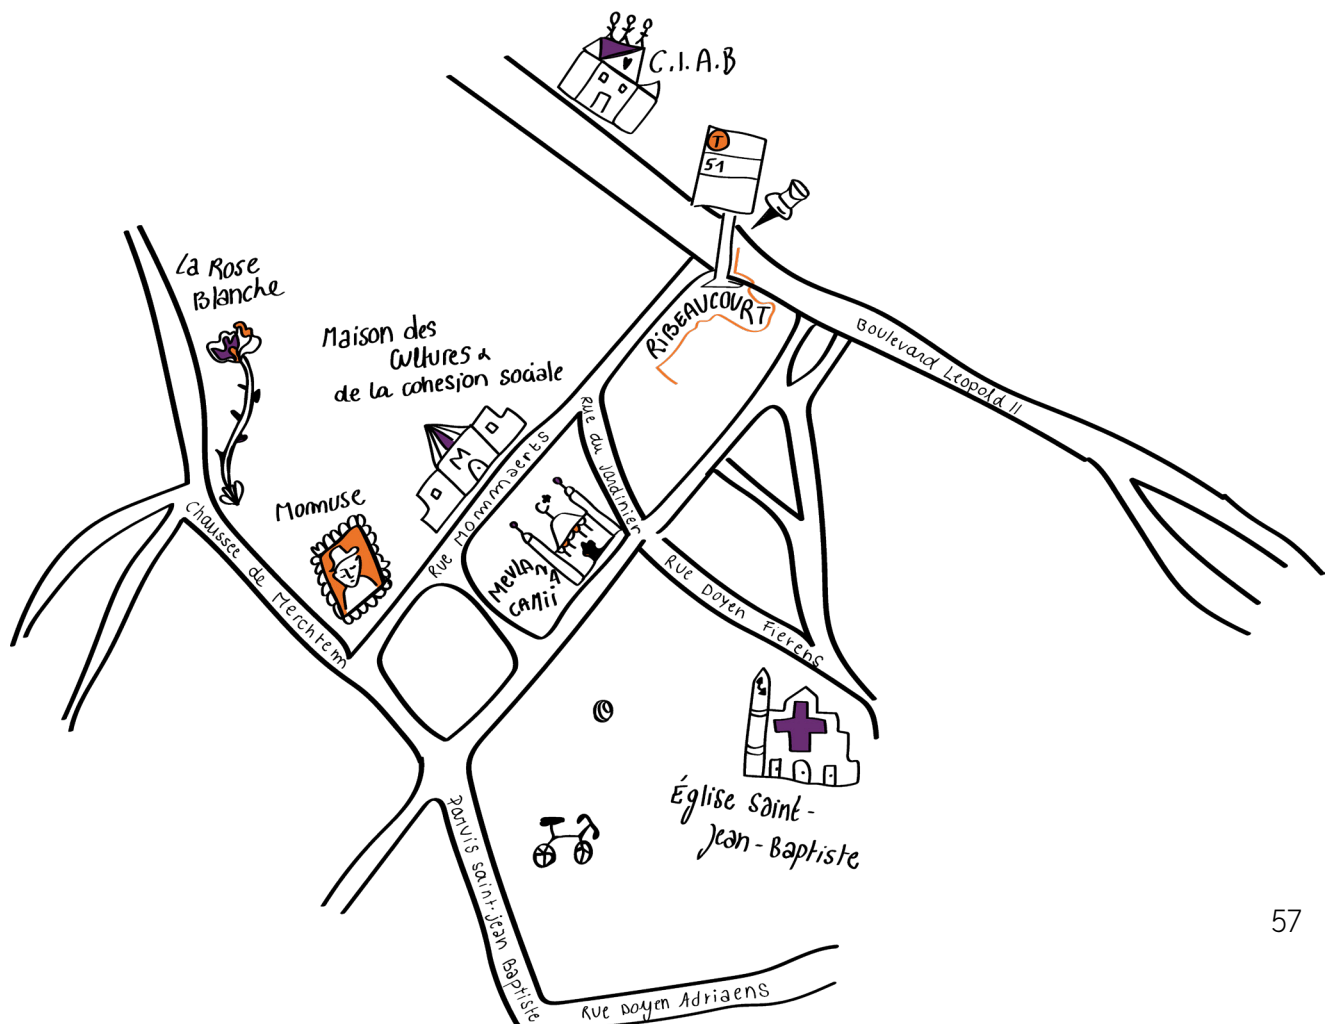 C.I.A.B
T
51
La Rose
Blanche
RIBEAUCOURT
Boulevard Leopold II
Maison des
Cultures &
de la cohesion sociale
M
Rue du Jardinier
Rue Mommaerts
Momuse
Chaussee de Merchtem
MEVLANA
CAMii
Rue Doyen Fierens
Église Saint-
Jean-Baptiste
Parvis saint-jean Baptiste
Rue Doyen Adriaens
57